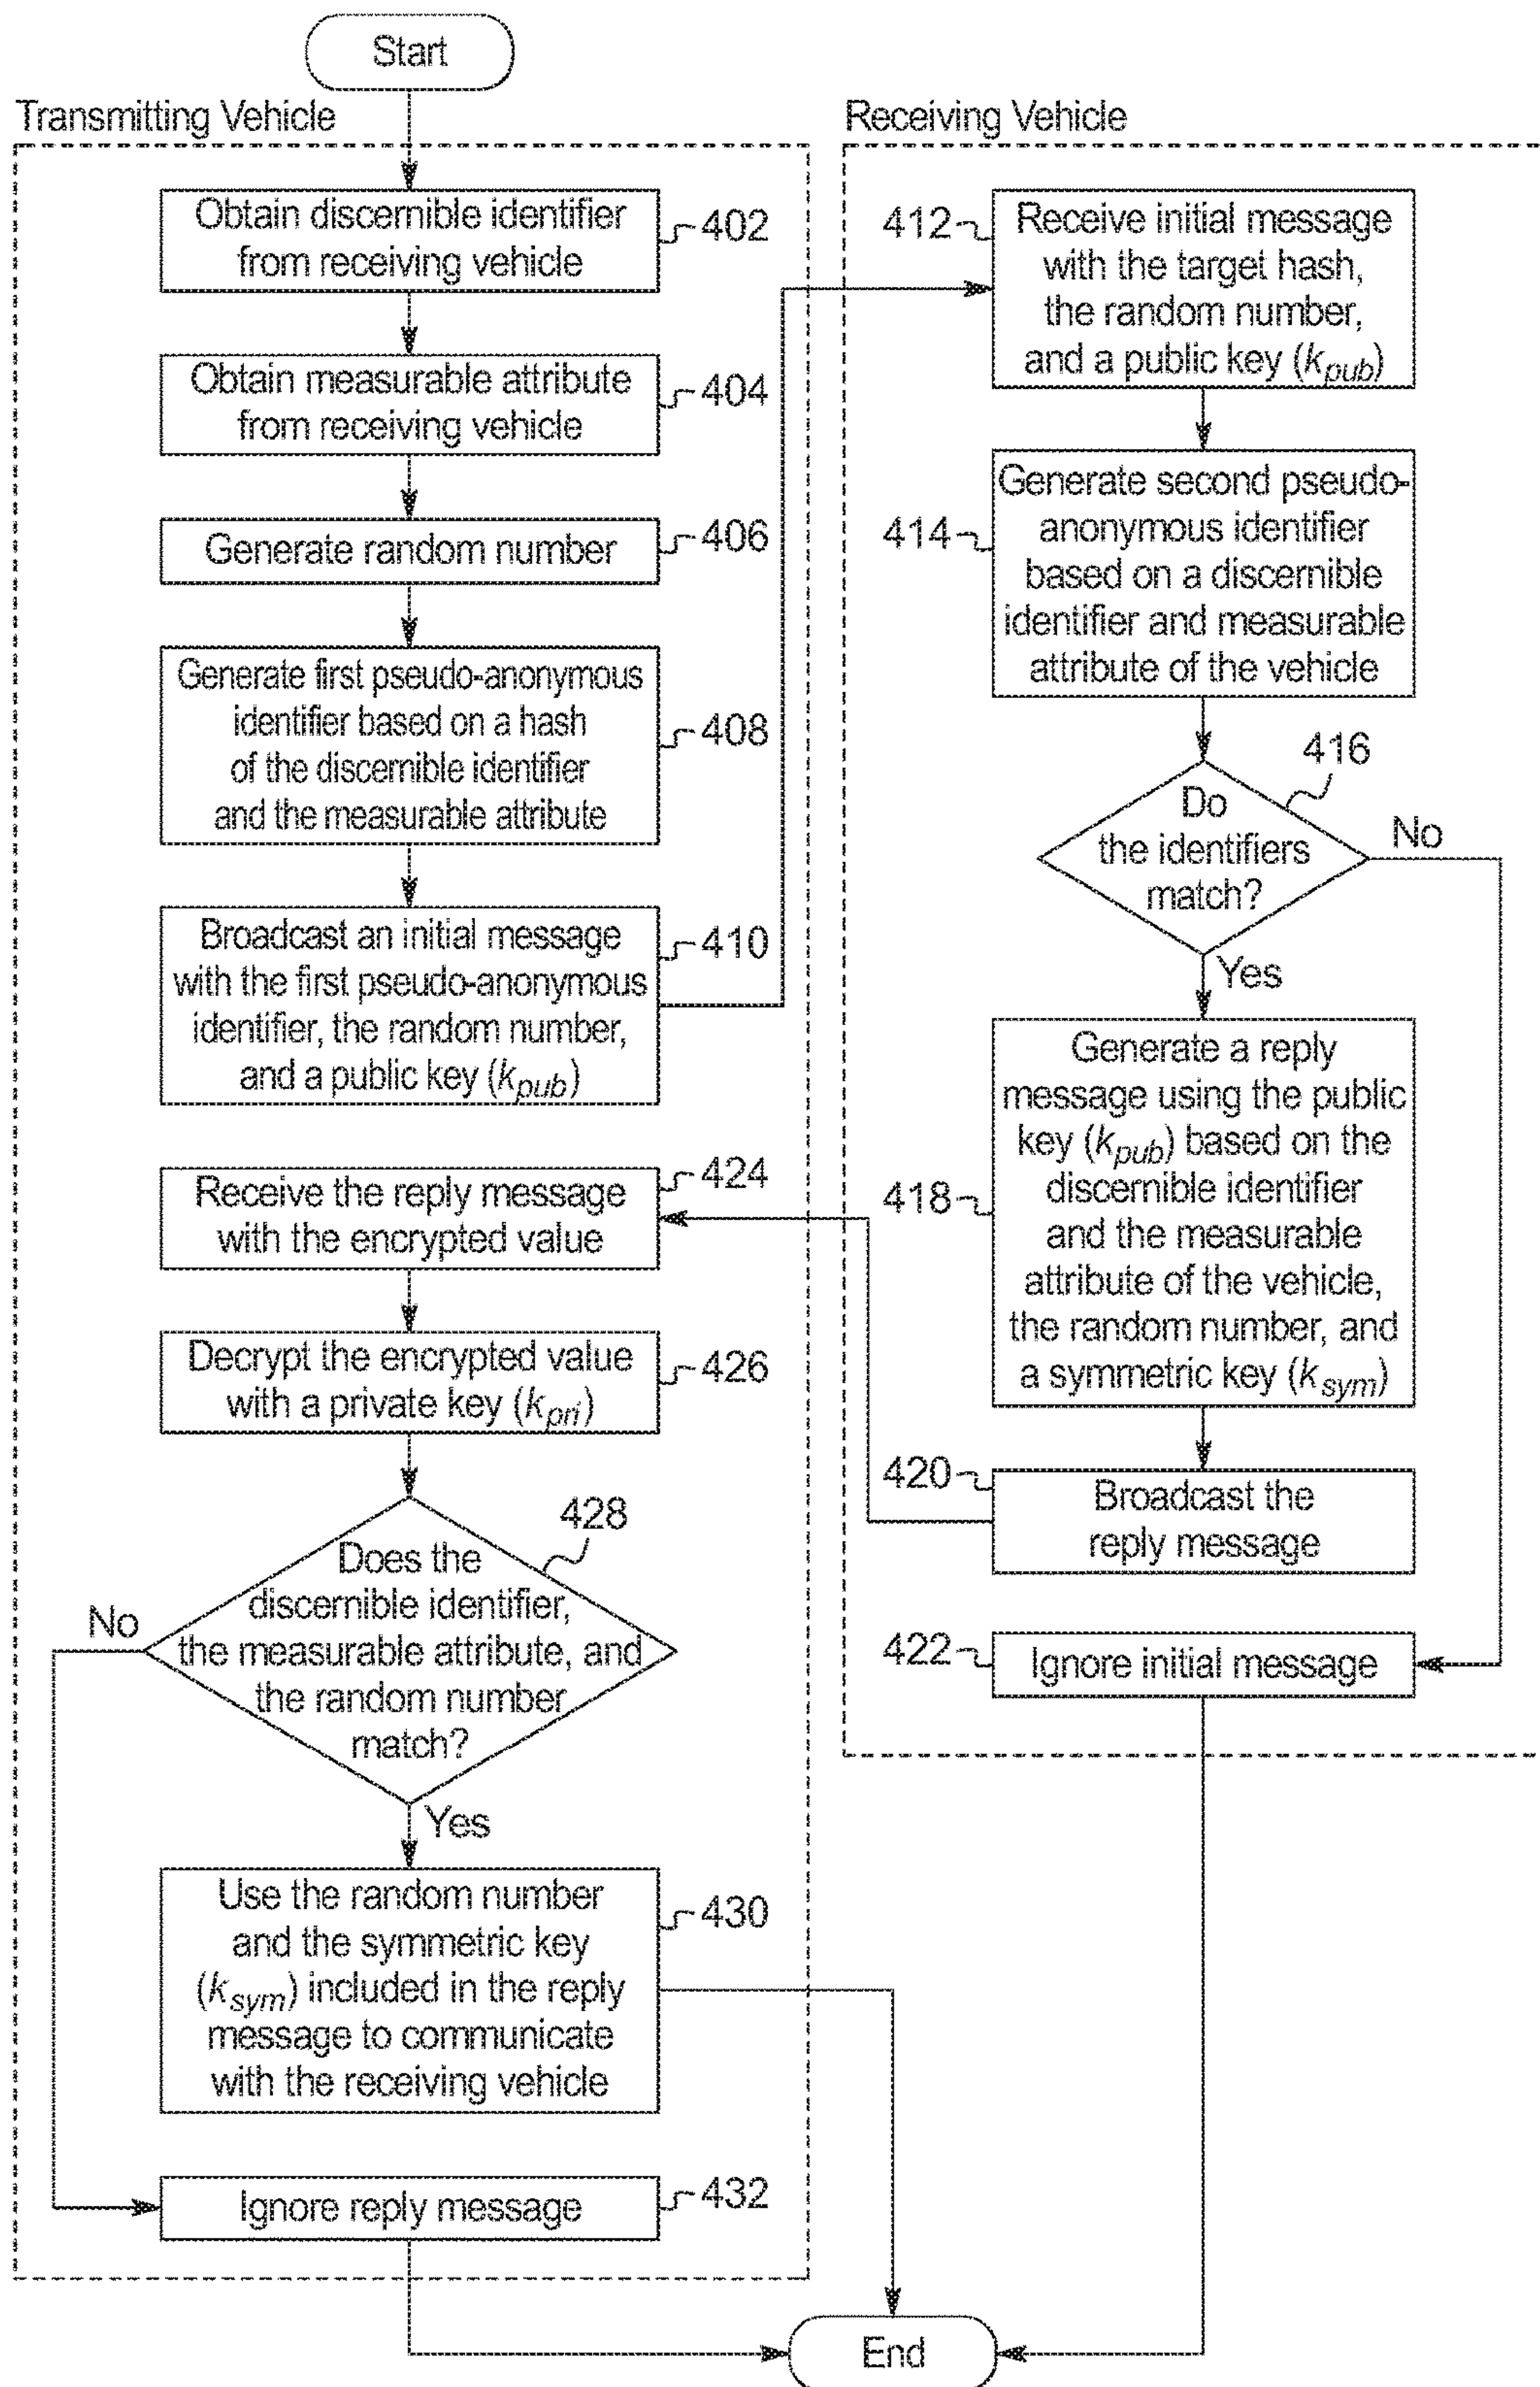 Start
Transmitting Vehicle
Obtain discernible identifier
from receiving vehicle
402
Obtain measurable attribute
from receiving vehicle
404
Generate random number
406
Generate first pseudo-anonymous
identifier based on a hash
of the discernible identifier
and the measurable attribute
408
Broadcast an initial message
with the first pseudo-anonymous
identifier, the random number,
and a public key (kpub)
410
Receive the reply message
with the encrypted value
424
Decrypt the encrypted value
with a private key (kpri)
426
428
Does the
discernible identifier,
the measurable attribute, and
the random number
match?
No
Yes
Use the random number
and the symmetric key
(ksym) included in the reply
message to communicate
with the receiving vehicle
430
Ignore reply message
432
Receiving Vehicle
412
Receive initial message
with the target hash,
the random number,
and a public key (kpub)
414
Generate second pseudo-
anonymous identifier
based on a discernible
identifier and measurable
attribute of the vehicle
416
Do
the identifiers
match?
No
Yes
418
Generate a reply
message using the public
key (kpub) based on the
discernible identifier
and the measurable
attribute of the vehicle,
the random number, and
a symmetric key (ksym)
420
Broadcast the
reply message
422
Ignore initial message
End